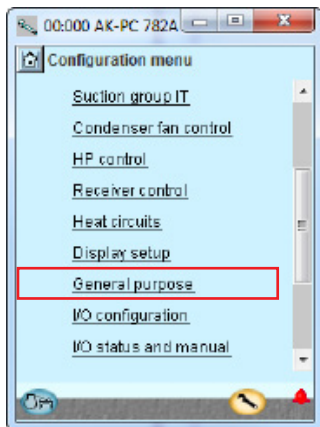 00:000 AK-PC 782A
Configuration menu
Suction group IT
Condenser fan control
HP control
Receiver control
Heat circuits
Display setup
General purpose
I/O configuration
I/O status and manual